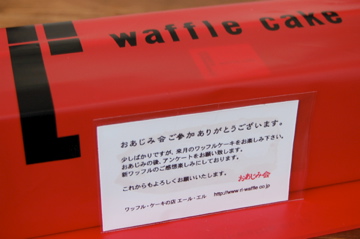 waffle cake
おあじみ会ご参加ありがとうございます。
少しばかりですが、来月のワッフルケーキをお楽しみ下さい。
おあじみの後、アンケートをお願い致します。
新ワッフルのご感想楽しみにしております。
これからもよろしくお願いいたします。
おあじみ会
ワッフル・ケーキの店 エール・エル
http://www.rl-waffle.co.jp